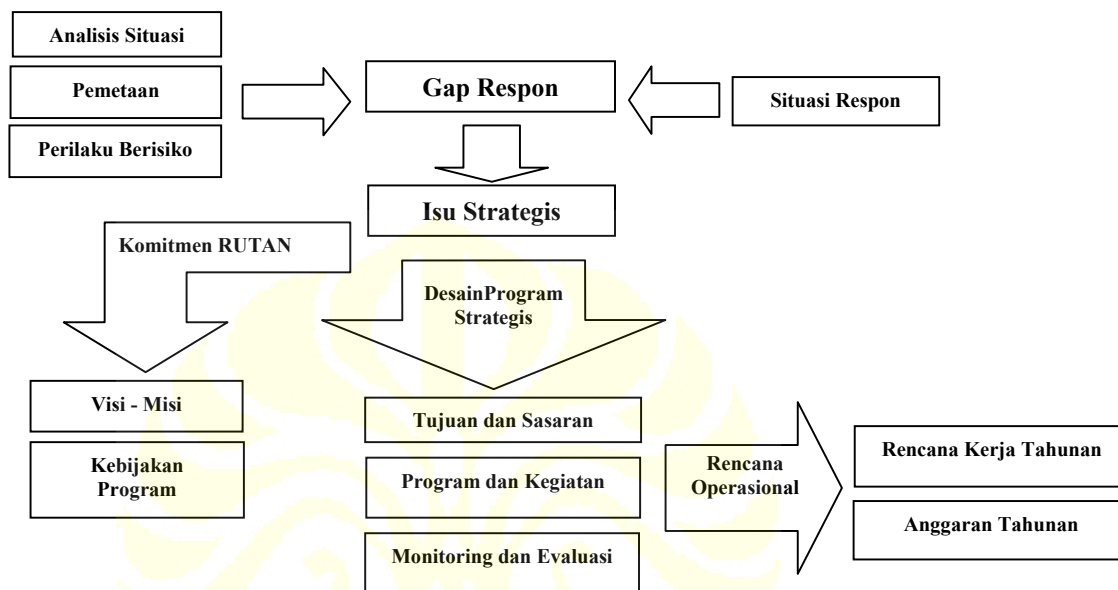 Analisis Situasi
Pemetaan
Perilaku Berisiko
Gap Respon
Situasi Respon
Isu Strategis
Komitmen RUTAN
DesainProgram
Strategis
Visi - Misi
Kebijakan
Program
Tujuan dan Sasaran
Program dan Kegiatan
Monitoring dan Evaluasi
Rencana
Operasional
Rencana Kerja Tahunan
Anggaran Tahunan